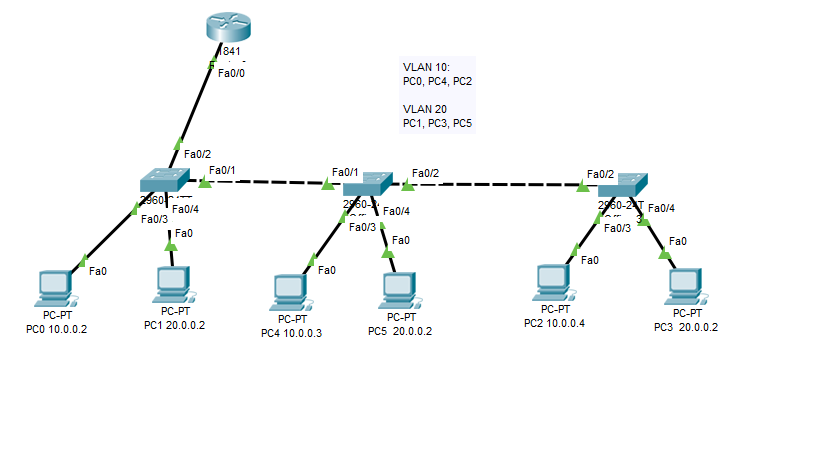 1841
Fa0/0
VLAN 10:
PC0, PC4, PC2
VLAN 20
PC1, PC3, PC5
Fa0/2
Fa0/1
Fa0/1
Fa0/2
Fa0/2
Fa0/3
Fa0/4
Fa0/3
Fa0/4
Fa0/3
Fa0/4
Fa0
Fa0
Fa0
Fa0
Fa0
Fa0
PC-PT
PC0 10.0.0.2
PC-PT
PC1 20.0.0.2
PC-PT
PC4 10.0.0.3
PC-PT
PC5 20.0.0.2
PC-PT
PC2 10.0.0.4
PC-PT
PC3 20.0.0.2